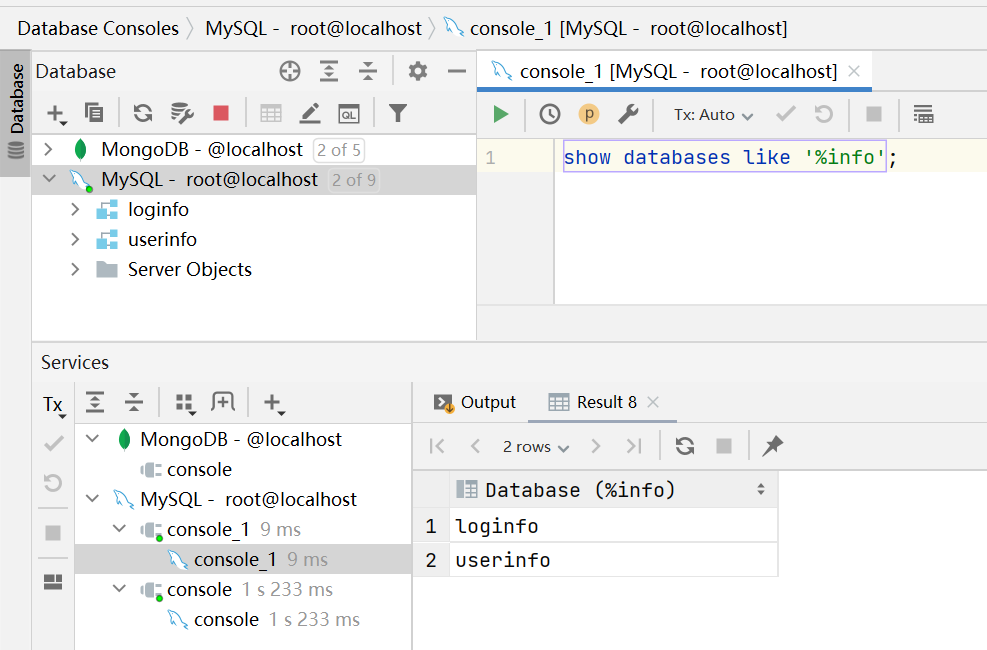 Database Consoles MySQL - root@localhost console_1 [MySQL - root@localhost]
Database
Database
console_1 [MySQL - root@localhost]
QL
p
Tx: Auto
MongoDB - @localhost 2 of 5
MySQL - root@localhost 2 of 9
loginfo
userinfo
Server Objects
1 show databases like '%info';
Services
Tx
MongoDB - @localhost
console
MySQL - root@localhost
console_1 9 ms
console_1 9 ms
console 1 s 233 ms
console 1 s 233 ms
Output Result 8
2 rows
Database (%info)
1 loginfo
2 userinfo